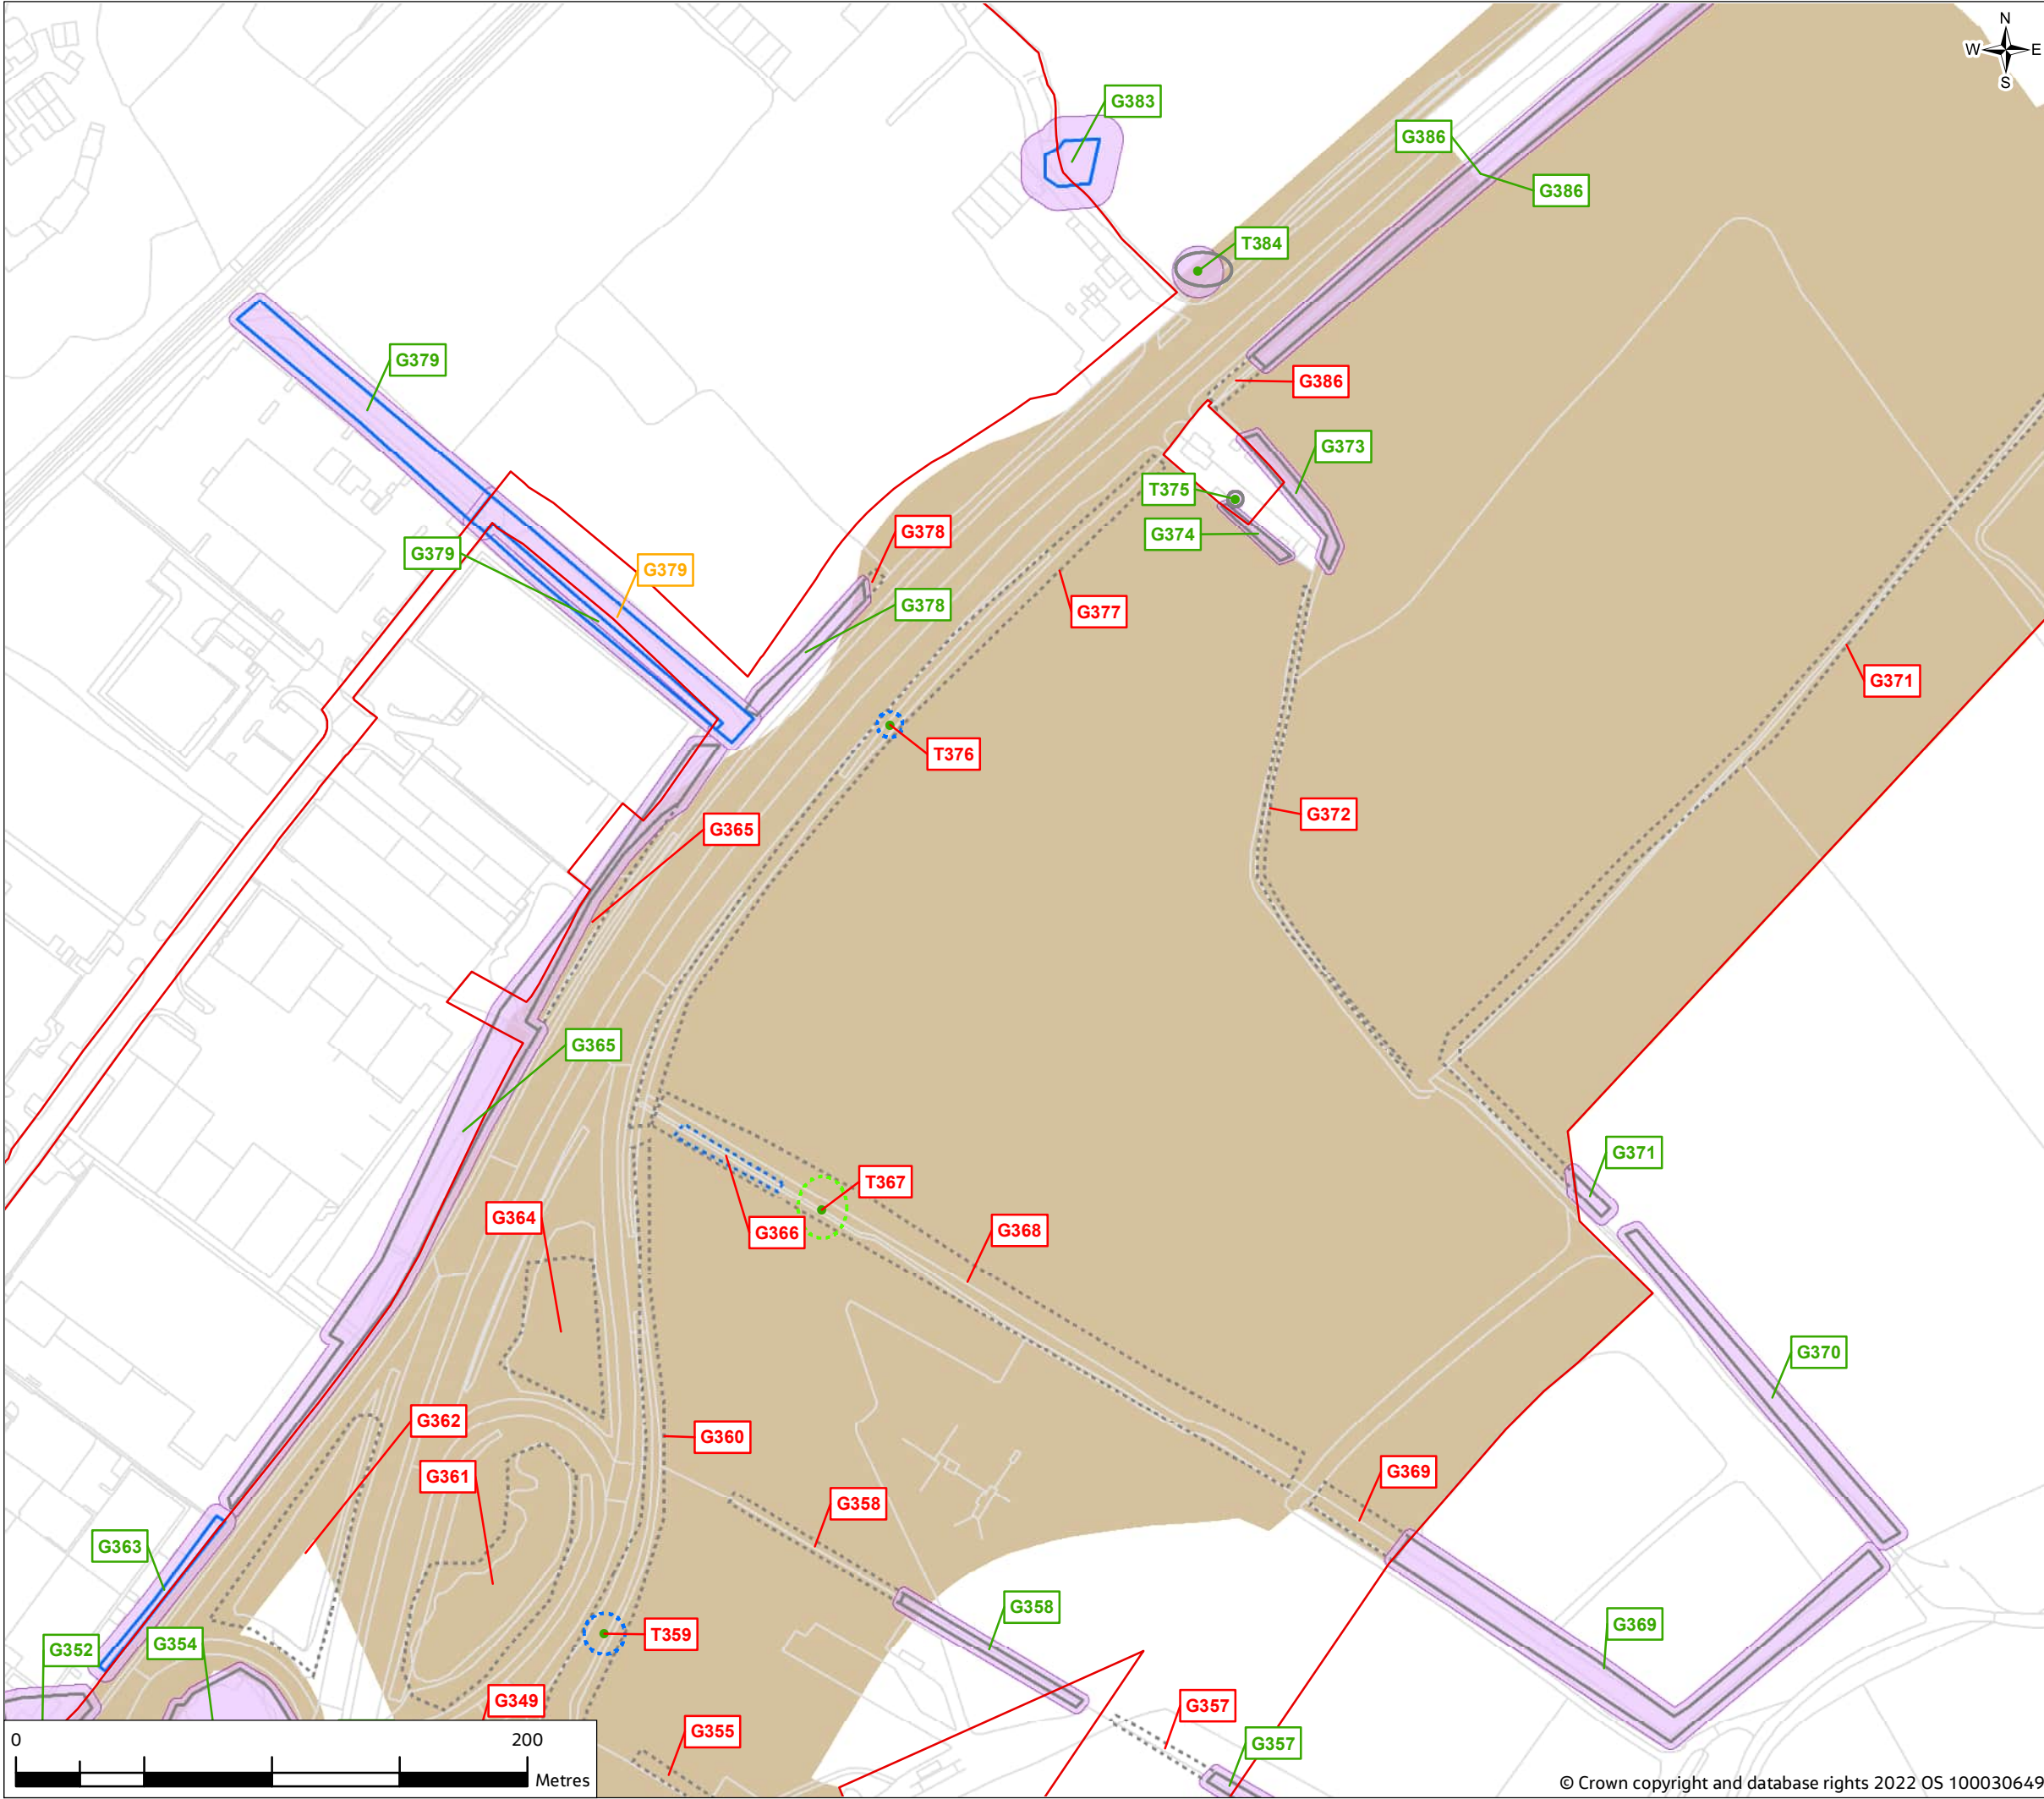 N
W E
S
G383
G386
G386
T384
G379
G386
G373
T375
G374
G378
G379
G379
G378
G377
G371
T376
G372
G365
G365
G371
T367
G364
G366
G368
G370
G362
G360
G361
G369
G358
G363
G358
G369
T359
G352
G354
G349
G357
G355
G357
0 200
Metres
© Crown copyright and database rights 2022 OS 100030649